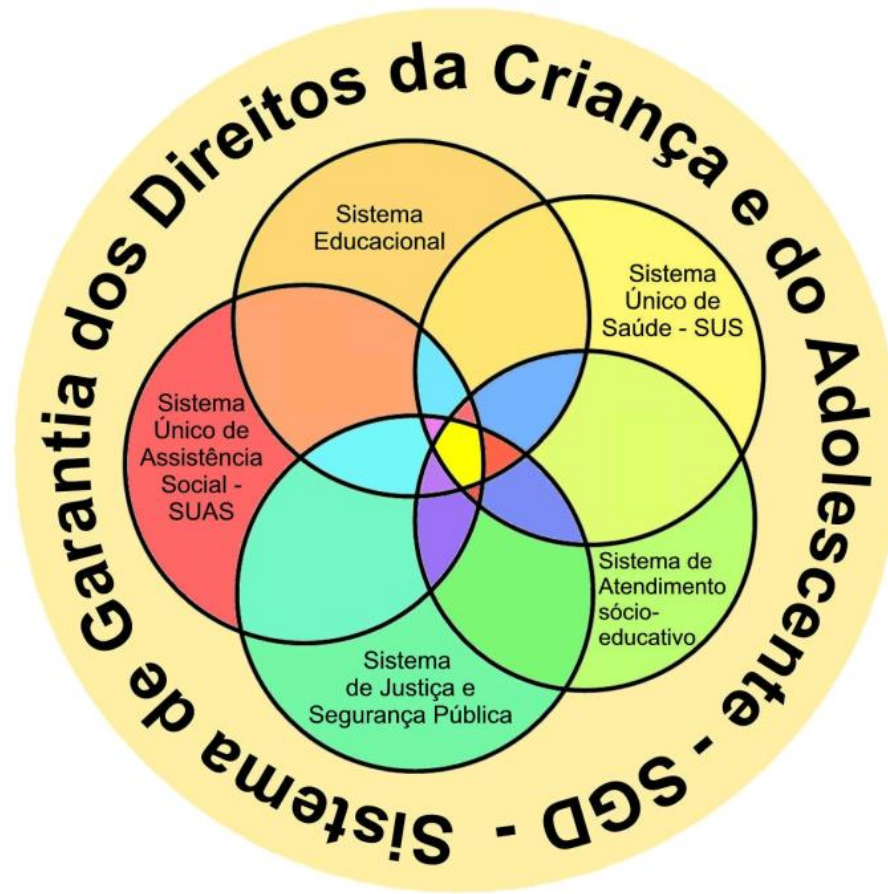 Sistema de Garantia dos Direitos da Criança e do Adolescente - SGD -
Sistema
Educacional
Sistema
Único de
Saúde - SUS
Sistema
Único de
Assistência
Social -
SUAS
Sistema de
Atendimento
sócio-
educativo
Sistema
de Justiça e
Segurança Pública